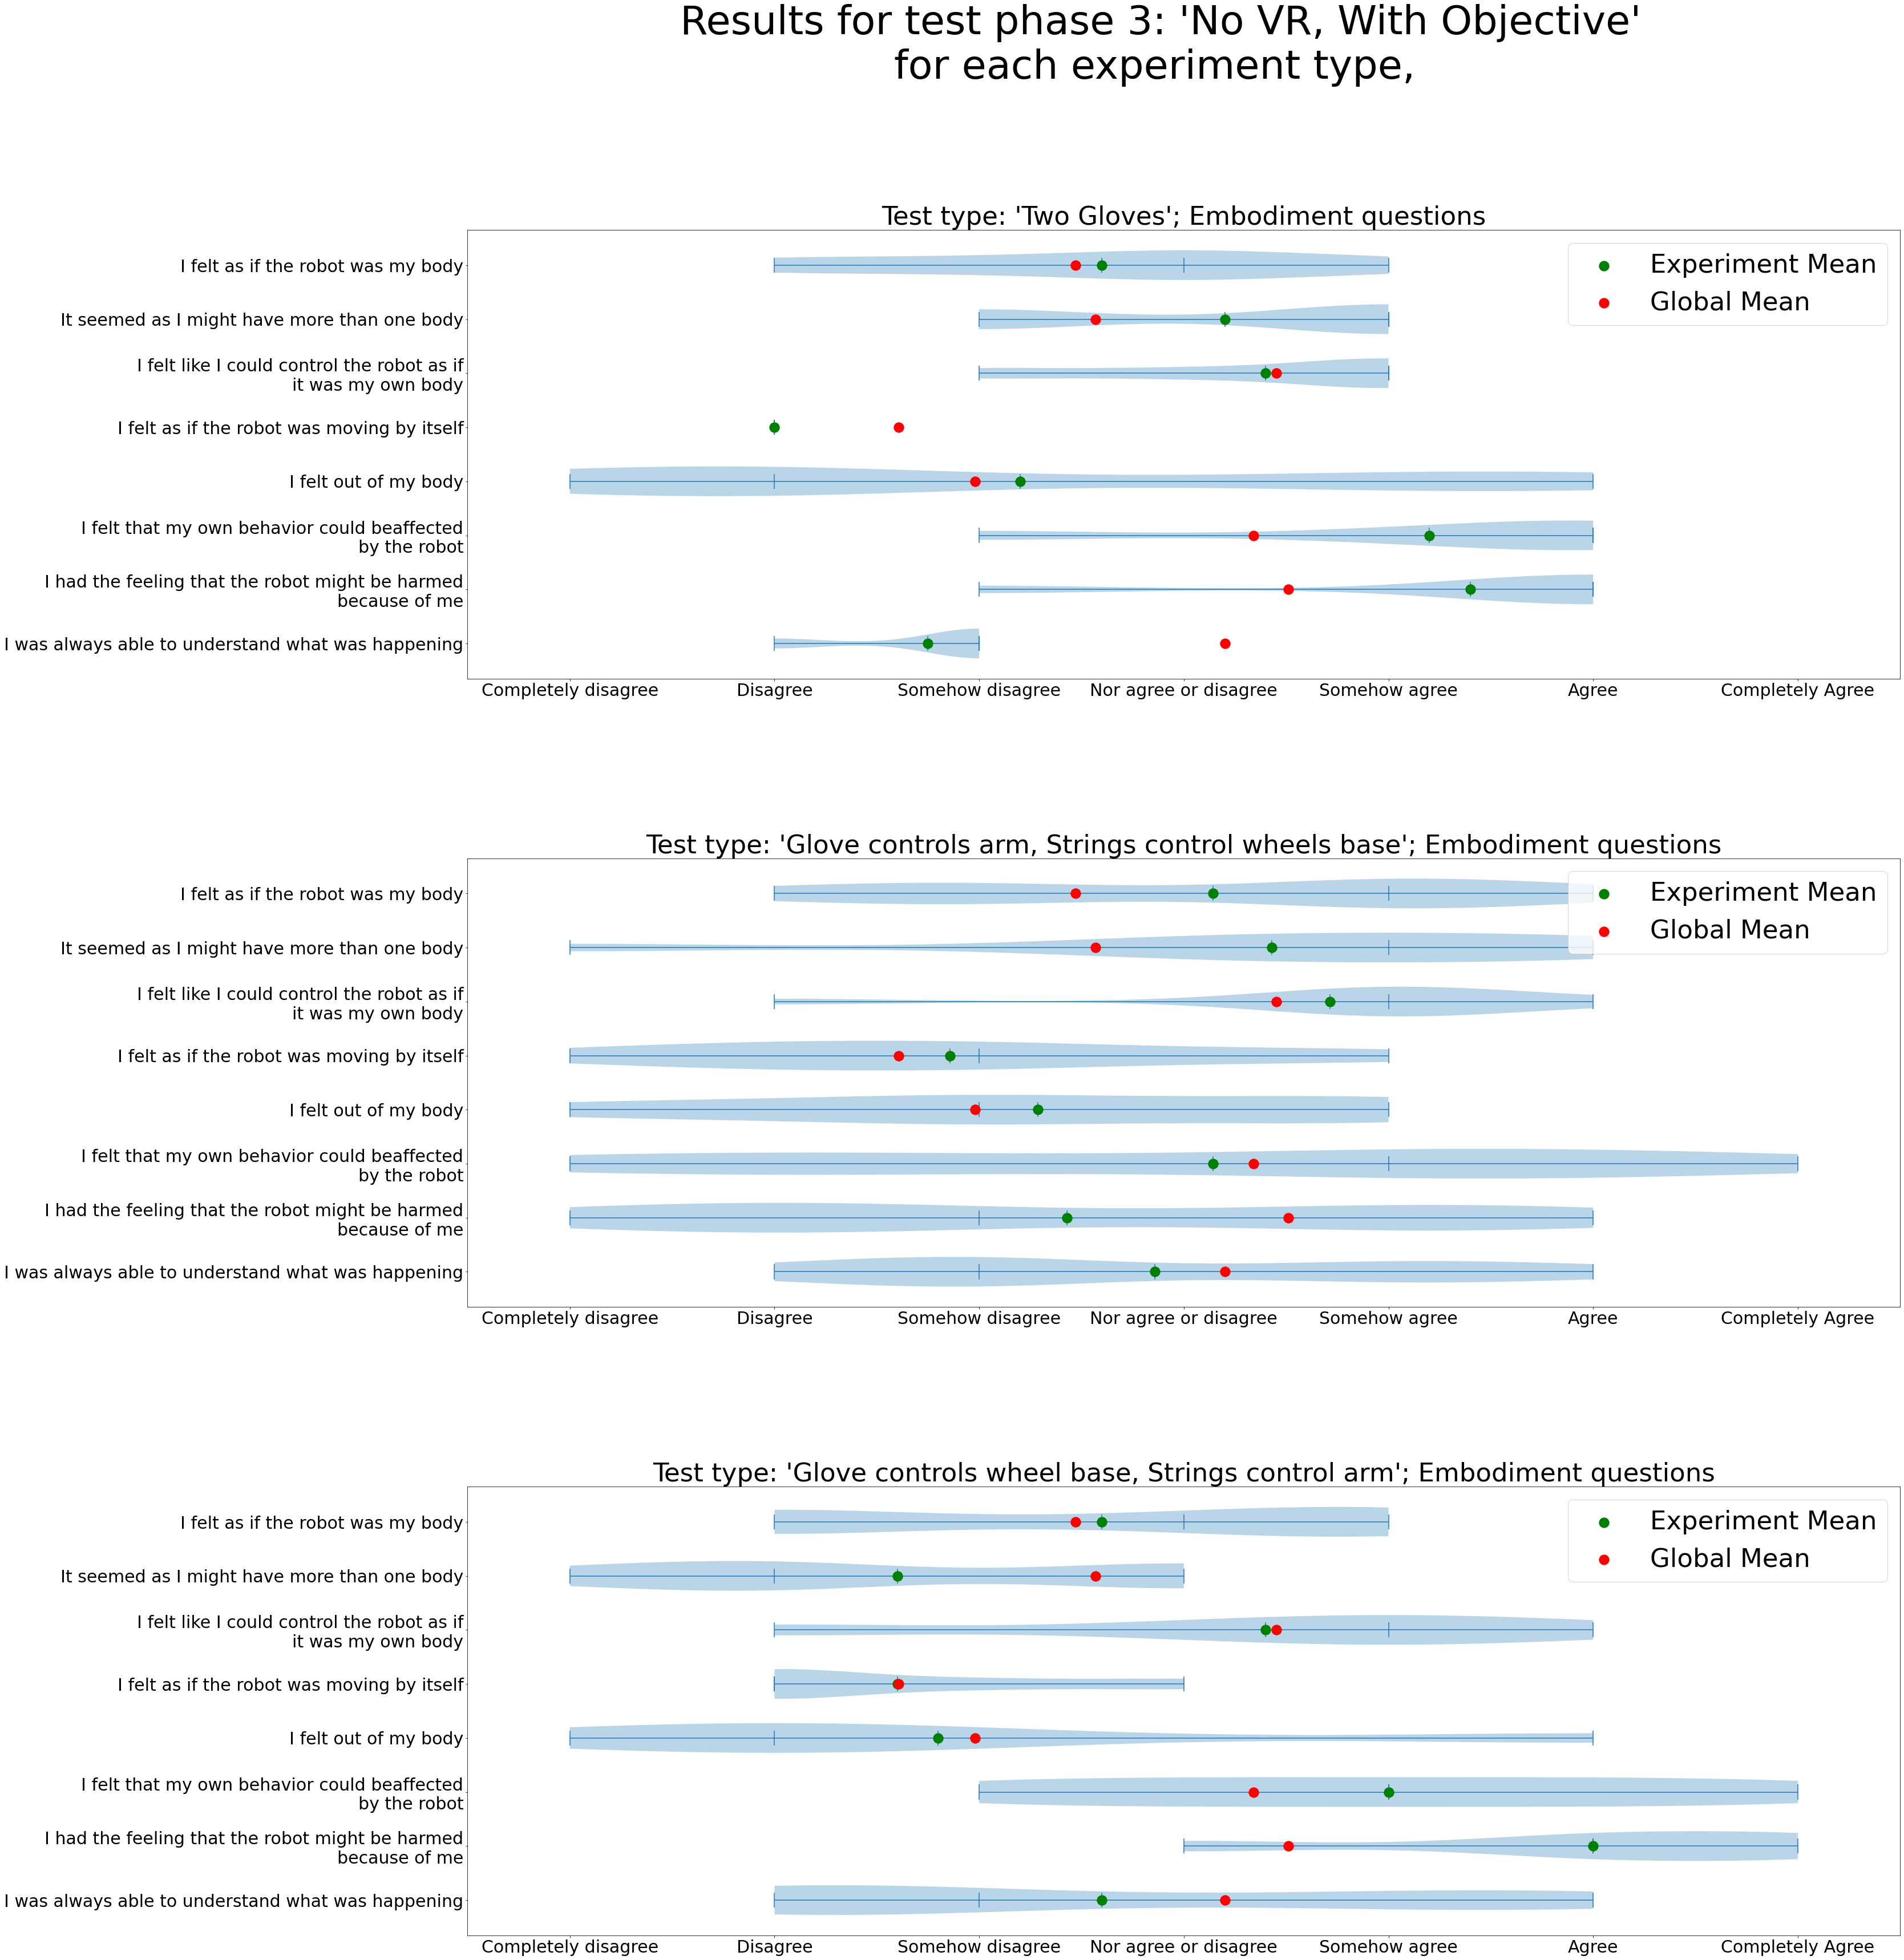 Results for test phase 3: 'No VR, With Objective'
for each experiment type,
Test type: 'Two Gloves'; Embodiment questions
I felt as if the robot was my body
It seemed as I might have more than one body
I felt like I could control the robot as if
it was my own body
I felt as if the robot was moving by itself
I felt out of my body
I felt that my own behavior could beaffected
by the robot
I had the feeling that the robot might be harmed
because of me
I was always able to understand what was happening
Experiment Mean
Global Mean
Completely disagree Disagree Somehow disagree Nor agree or disagree Somehow agree Agree Completely Agree
Test type: 'Glove controls arm, Strings control wheels base'; Embodiment questions
I felt as if the robot was my body
It seemed as I might have more than one body
I felt like I could control the robot as if
it was my own body
I felt as if the robot was moving by itself
I felt out of my body
I felt that my own behavior could beaffected
by the robot
I had the feeling that the robot might be harmed
because of me
I was always able to understand what was happening
Experiment Mean
Global Mean
Completely disagree Disagree Somehow disagree Nor agree or disagree Somehow agree Agree Completely Agree
Test type: 'Glove controls wheel base, Strings control arm'; Embodiment questions
I felt as if the robot was my body
It seemed as I might have more than one body
I felt like I could control the robot as if
it was my own body
I felt as if the robot was moving by itself
I felt out of my body
I felt that my own behavior could beaffected
by the robot
I had the feeling that the robot might be harmed
because of me
I was always able to understand what was happening
Experiment Mean
Global Mean
Completely disagree Disagree Somehow disagree Nor agree or disagree Somehow agree Agree Completely Agree